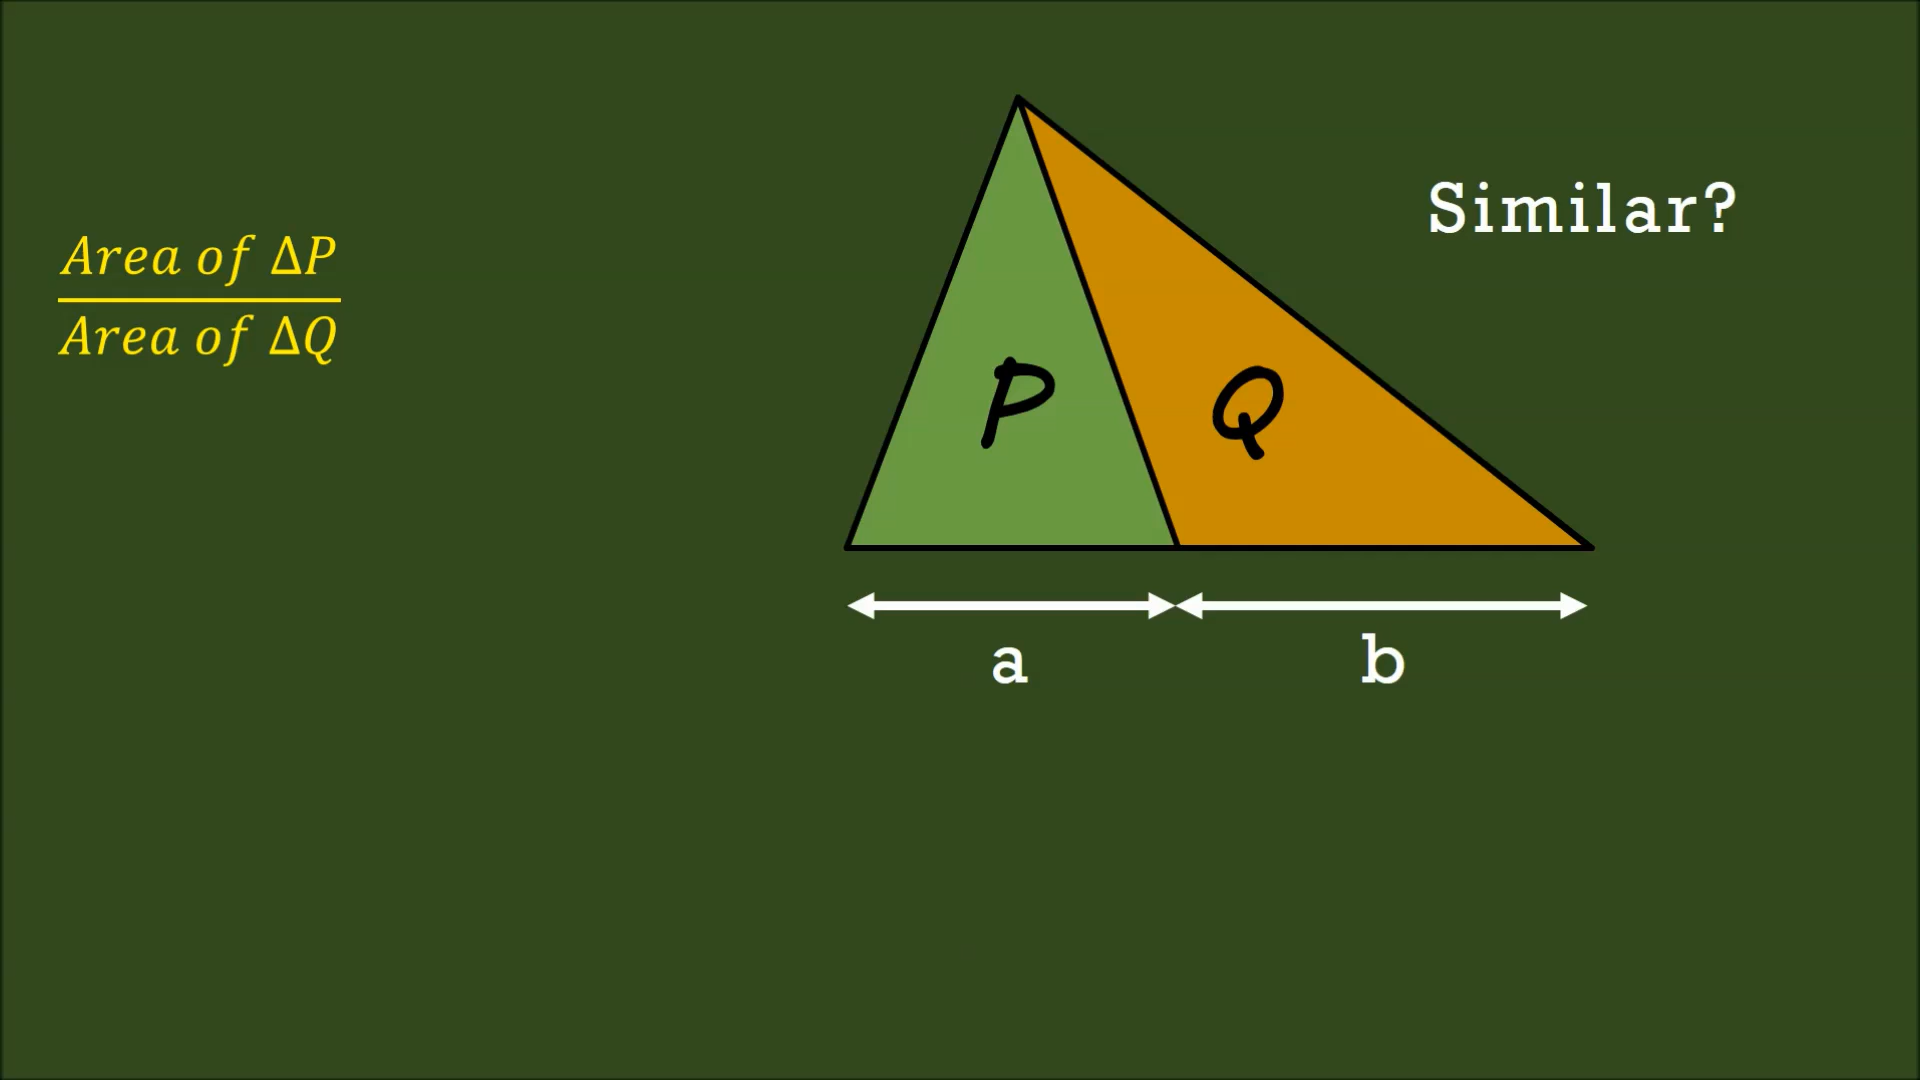 Similar?
Area of ΔP
Area of ΔQ
P Q
a b